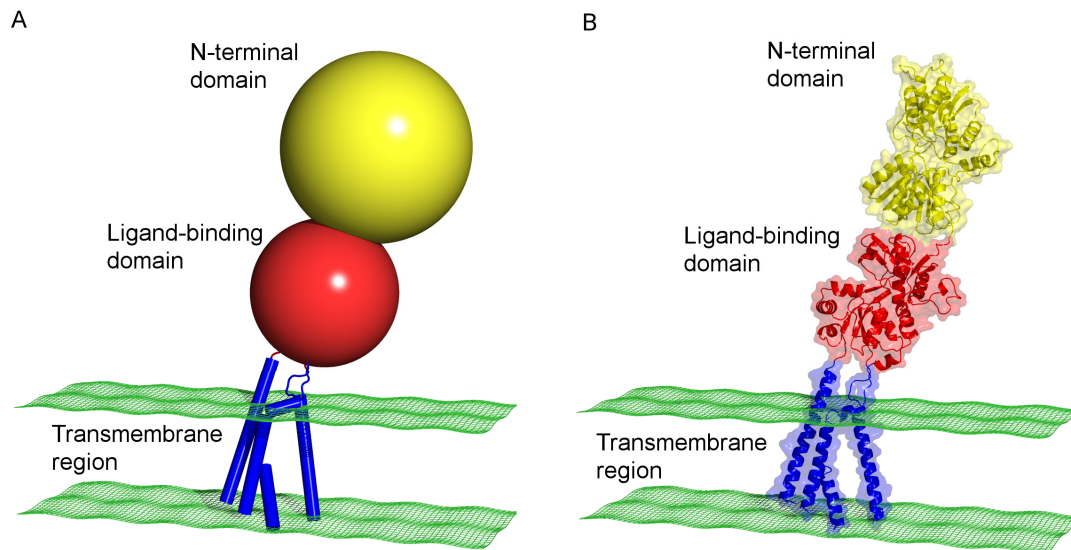 A
N-terminal
domain
Ligand-binding
domain
Transmembrane
region
B
N-terminal
domain
Ligand-binding
domain
Transmembrane
region